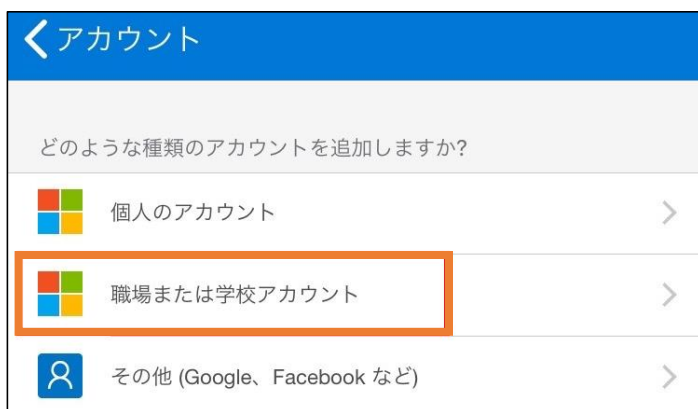 アカウント
どのような種類のアカウントを追加しますか?
個人のアカウント
職場または学校アカウント
その他 (Google、Facebook など)